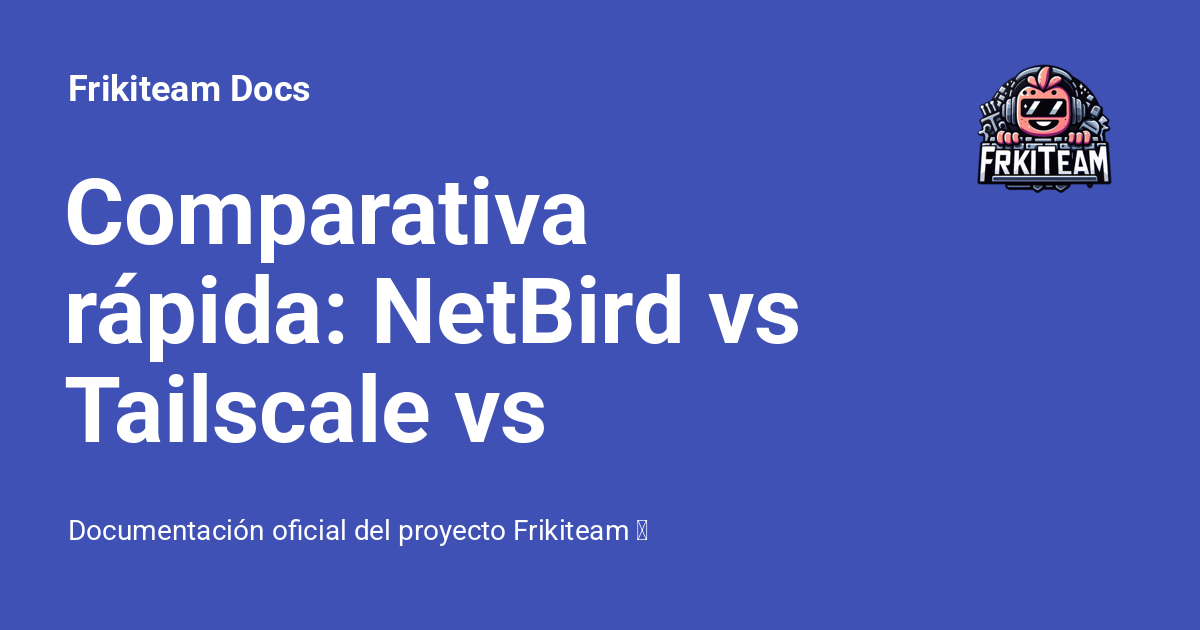 Frikiteam Docs
FRKITEAM
Comparativa
rápida: NetBird vs
Tailscale vs
Documentación oficial del proyecto Frikiteam